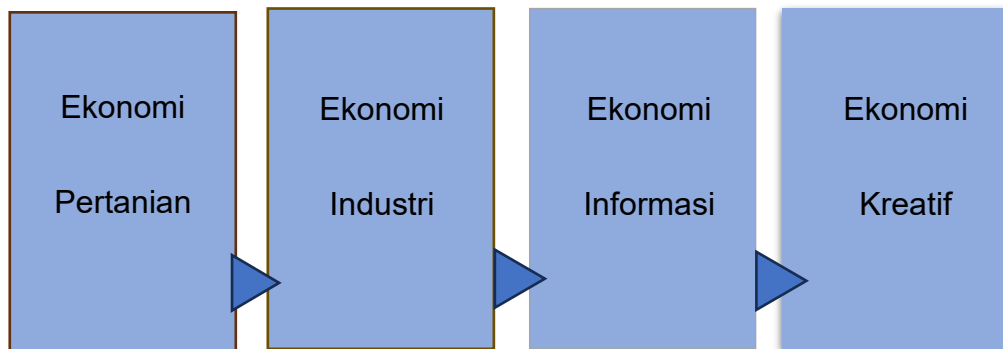 Ekonomi
Pertanian
Ekonomi
Industri
Ekonomi
Informasi
Ekonomi
Kreatif